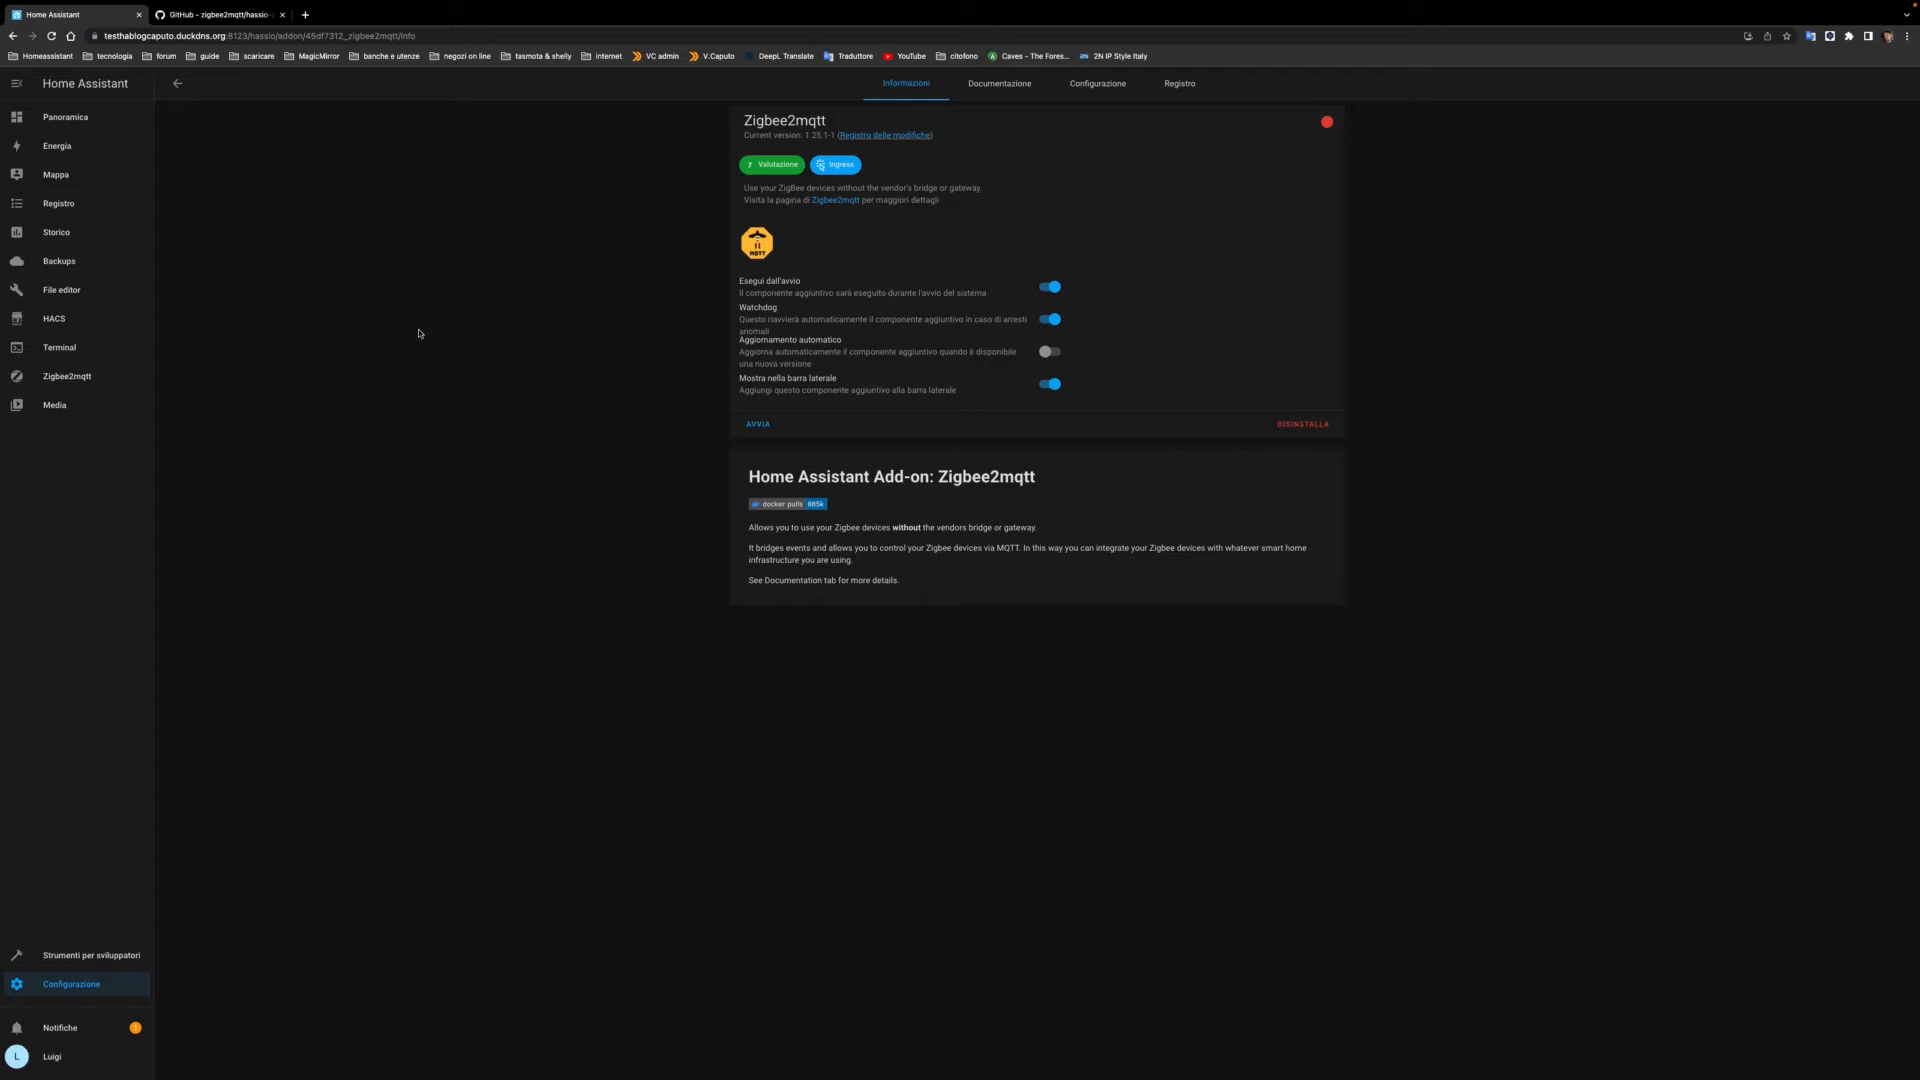 Home Assistant
GitHub - zigbee2mqtt/hassio-
testhablogcaputo.duckdns.org:8123/hassio/addon/45df7312_zigbee2mqtt/info
Homeassistant
tecnologia
forum
guide
scaricare
MagicMirror
banche e utenze
negozi on line
tasmota & shelly
internet
VC admin
V.Caputo
DeepL Translate
Traduttore
YouTube
citofono
Caves - The Fores...
2N IP Style Italy
Home Assistant
Informazioni
Documentazione
Configurazione
Registro
Panoramica
Energia
Mappa
Registro
Storico
Backups
File editor
HACS
Terminal
Zigbee2mqtt
Media
Strumenti per sviluppatori
Configurazione
Notifiche
1
L
Luigi
Zigbee2mqtt
Current version: 1.25.1-1 (Registro delle modifiche)
7 Valutazione
Ingress
Use your ZigBee devices without the vendor's bridge or gateway.
Visita la pagina di Zigbee2mqtt per maggiori dettagli
MQTT
Esegui dall'avvio
Il componente aggiuntivo sarà eseguito durante l'avvio del sistema
Watchdog
Questo riavvierà automaticamente il componente aggiuntivo in caso di arresti
anomali
Aggiornamento automatico
Aggiorna automaticamente il componente aggiuntivo quando è disponibile
una nuova versione
Mostra nella barra laterale
Aggiungi questo componente aggiuntivo alla barra laterale
AVVIA
DISINSTALLA
Home Assistant Add-on: Zigbee2mqtt
docker pulls 885k
Allows you to use your Zigbee devices without the vendors bridge or gateway.
It bridges events and allows you to control your Zigbee devices via MQTT. In this way you can integrate your Zigbee devices with whatever smart home
infrastructure you are using.
See Documentation tab for more details.